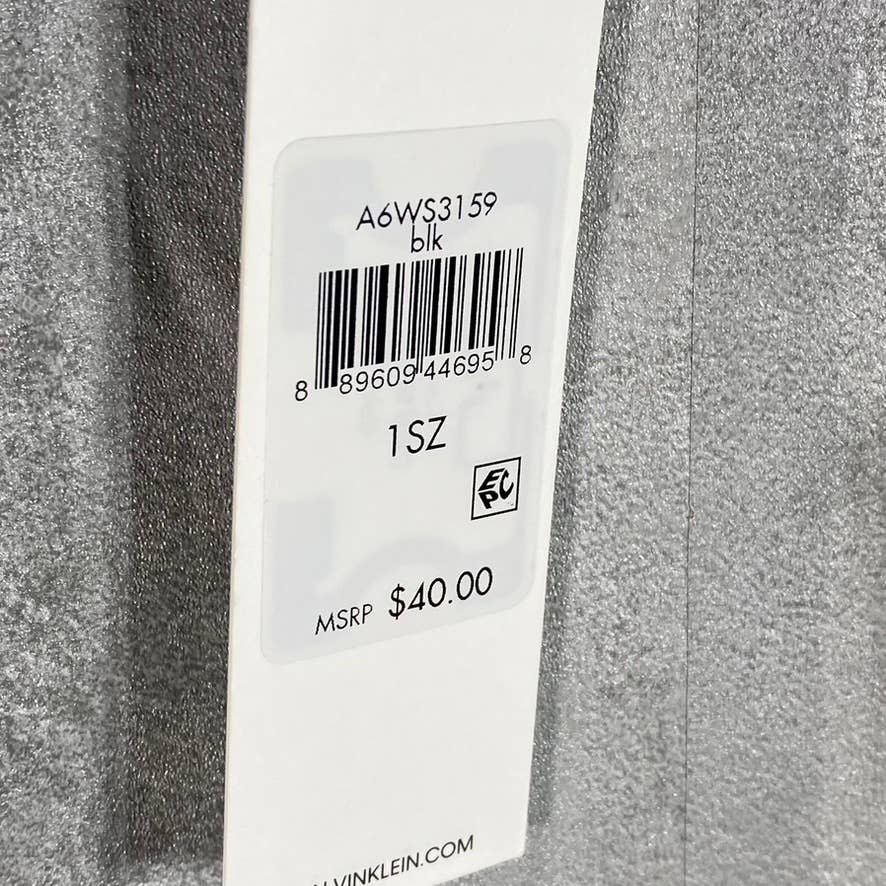 A6WS3159
blk
8 89609 44695 8
1SZ
EPC
MSRP $40.00
ALVINKLEIN.COM